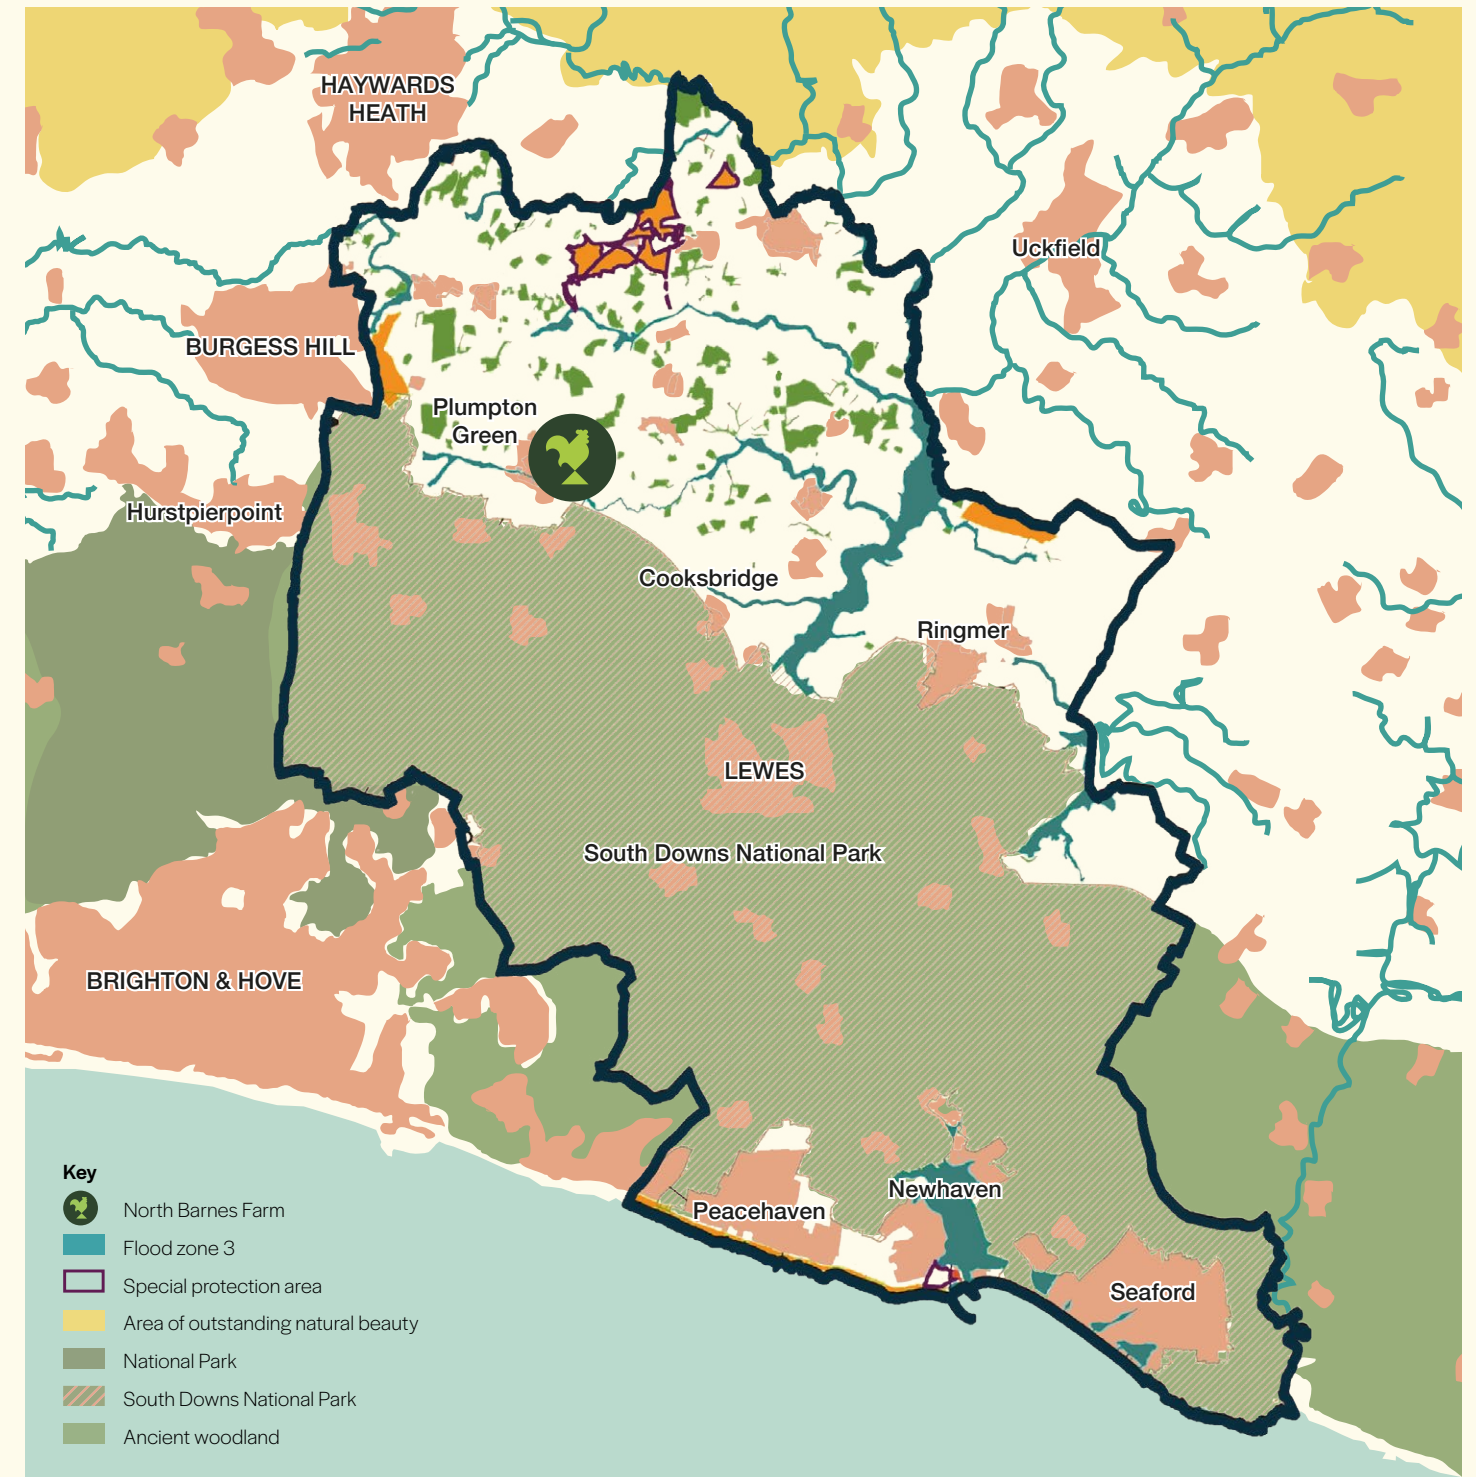 HAYWARDS
HEATH
Uckfield
BURGESS HILL
Plumpton
Green
Hurstpierpoint
Cooksbridge
Ringmer
LEWES
South Downs National Park
BRIGHTON & HOVE
Newhaven
Peacehaven
Seaford
Key
North Barnes Farm
Flood zone 3
Special protection area
Area of outstanding natural beauty
National Park
South Downs National Park
Ancient woodland